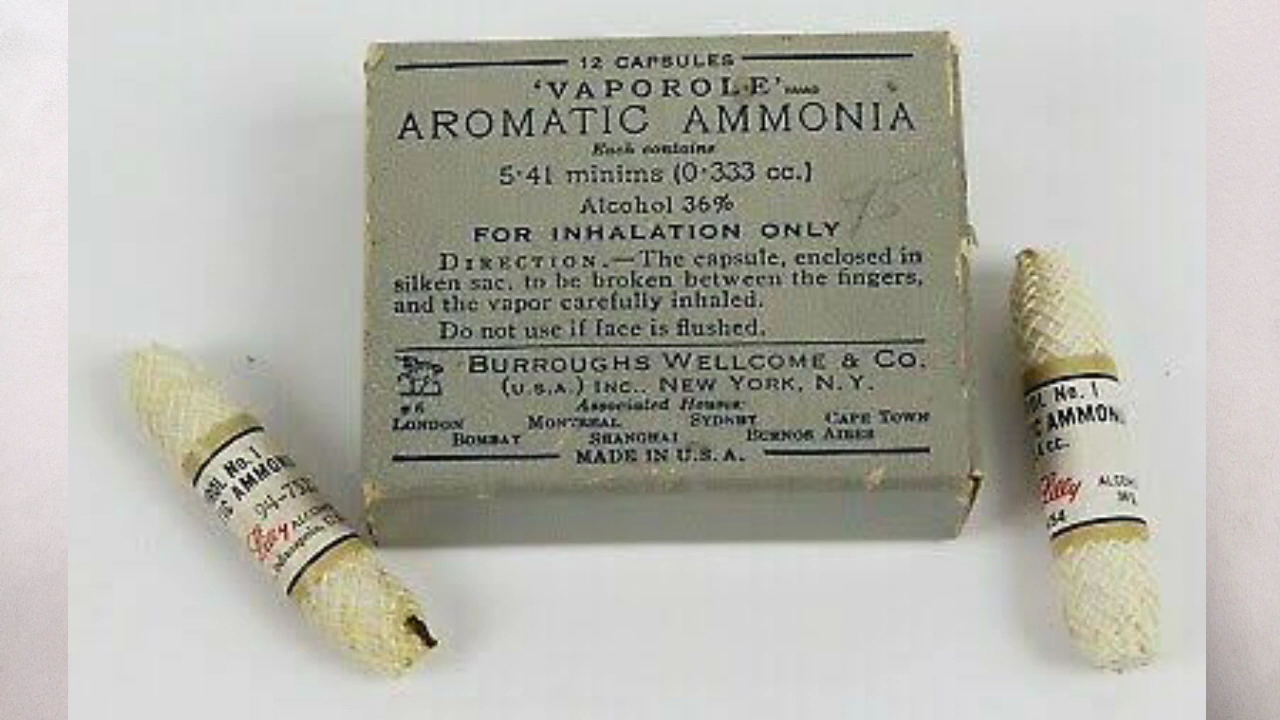 12 CAPSULES
'VAPOROLE' BRAND
AROMATIC AMMONIA
Each contains
5·41 minims (0·333 cc.)
Alcohol 36%
FOR INHALATION ONLY
DIRECTION.—The capsule, enclosed in
silken sac, to be broken between the fingers,
and the vapor carefully inhaled.
Do not use if face is flushed.
BURROUGHS WELLCOME & CO.
(U.S.A.) INC., NEW YORK, N.Y.
Associated Houses:
LONDON MONTREAL SYDNEY CAPE TOWN
BOMBAY SHANGHAI BUENOS AIRES
MADE IN U.S.A.
No. 1
AMMON
Lilly
No. 1
AMMON
CC.
Lilly